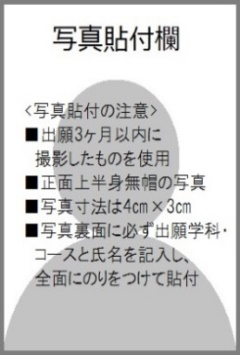 写真貼付欄
<写真貼付の注意>
■出願3ヶ月以内に
撮影したものを使用
■正面上半身無帽の写真
■写真寸法は4cm×3cm
■写真裏面に必ず出願学科・
コースと氏名を記入し、
全面にのりをつけて貼付